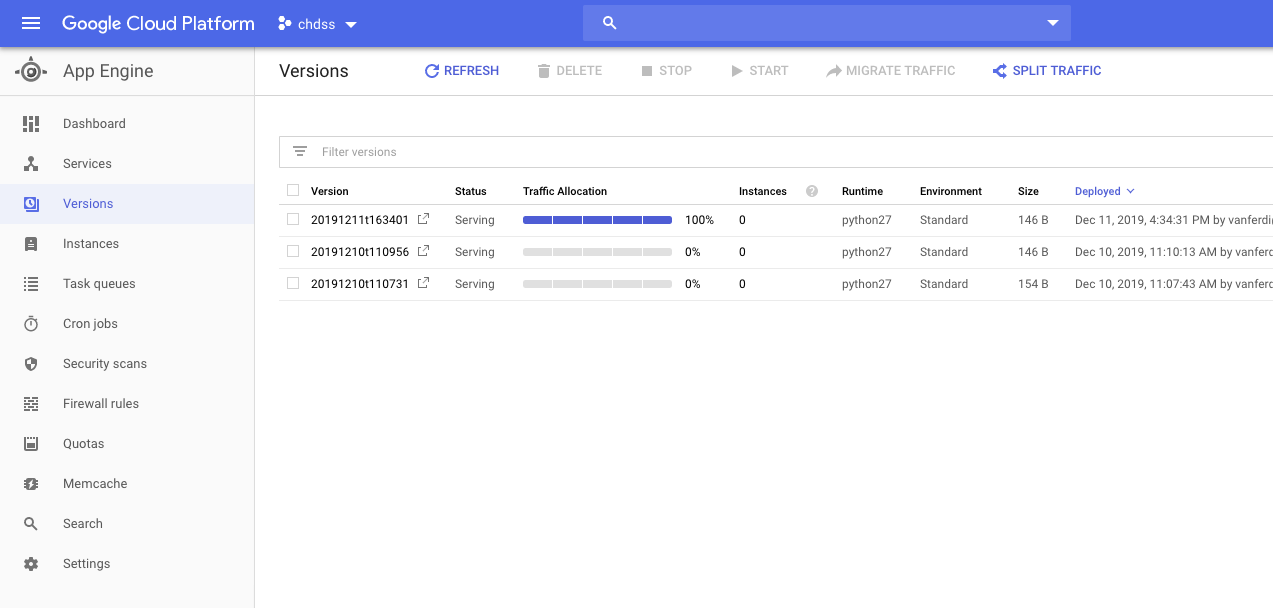 Google Cloud Platform chdss
App Engine
Versions REFRESH DELETE STOP START MIGRATE TRAFFIC SPLIT TRAFFIC
Dashboard
Services
Versions
Instances
Task queues
Cron jobs
Security scans
Firewall rules
Quotas
Memcache
Search
Settings
Filter versions
Version Status Traffic Allocation Instances ? Runtime Environment Size Deployed
20191211t163401 Serving 100% 0 python27 Standard 146 B Dec 11, 2019, 4:34:31 PM by vanferdi
20191210t110956 Serving 0% 0 python27 Standard 146 B Dec 10, 2019, 11:10:13 AM by vanferd
20191210t110731 Serving 0% 0 python27 Standard 154 B Dec 10, 2019, 11:07:43 AM by vanferd